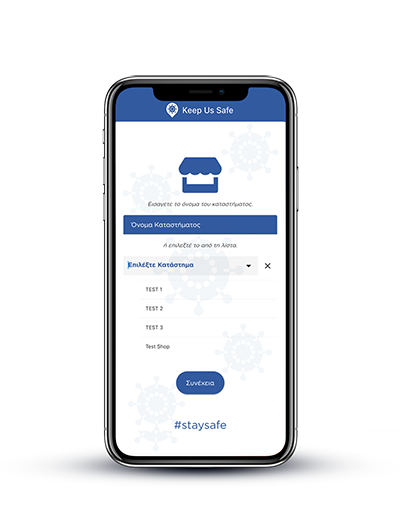 Keep Us Safe
Εισαγετε το όνομα του καταστήματος.
Όνομα Καταστήματος
ή επιλεξτέ το από τη λίστα.
Επιλέξτε Κατάστημα
TEST 1
TEST 2
TEST 3
Test Shop
Συνέχεια
#staysafe